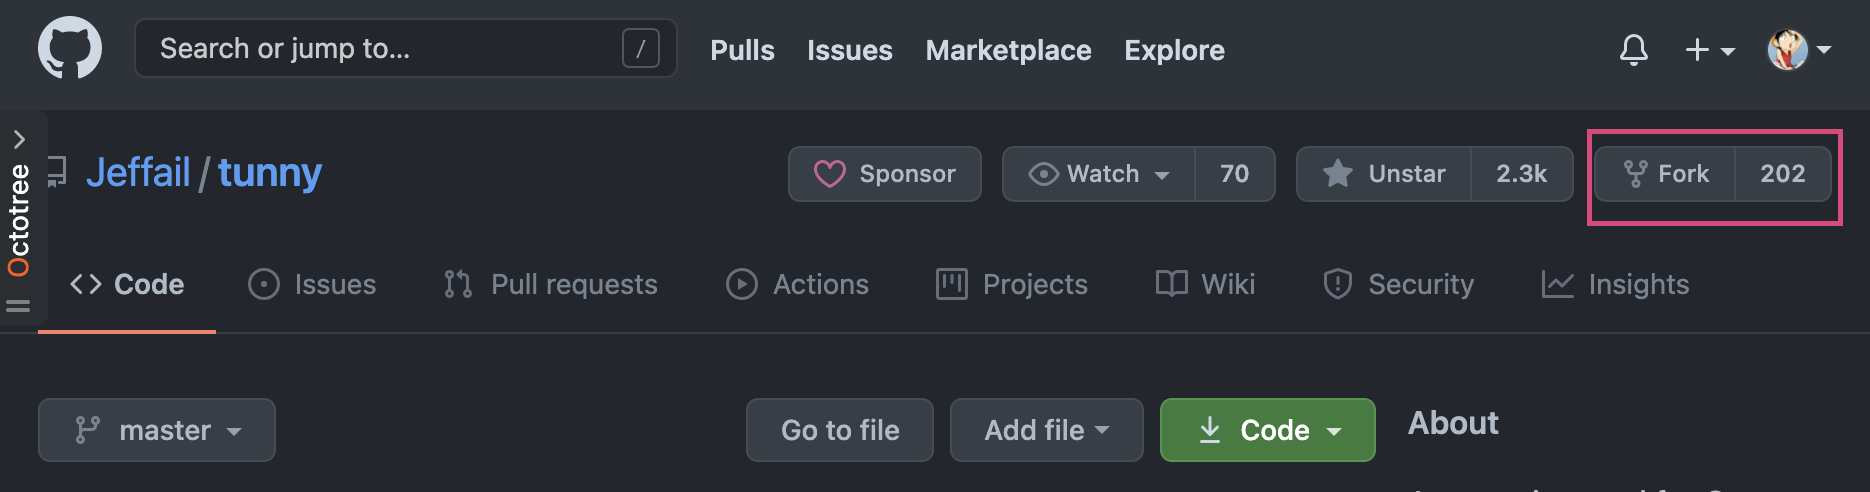 Search or jump to... /
Pulls Issues Marketplace Explore
Octotree
Jeffail / tunny
Sponsor
Watch 70
Unstar 2.3k
Fork 202
Code Issues Pull requests Actions Projects Wiki Security Insights
master
Go to file
Add file
Code
About